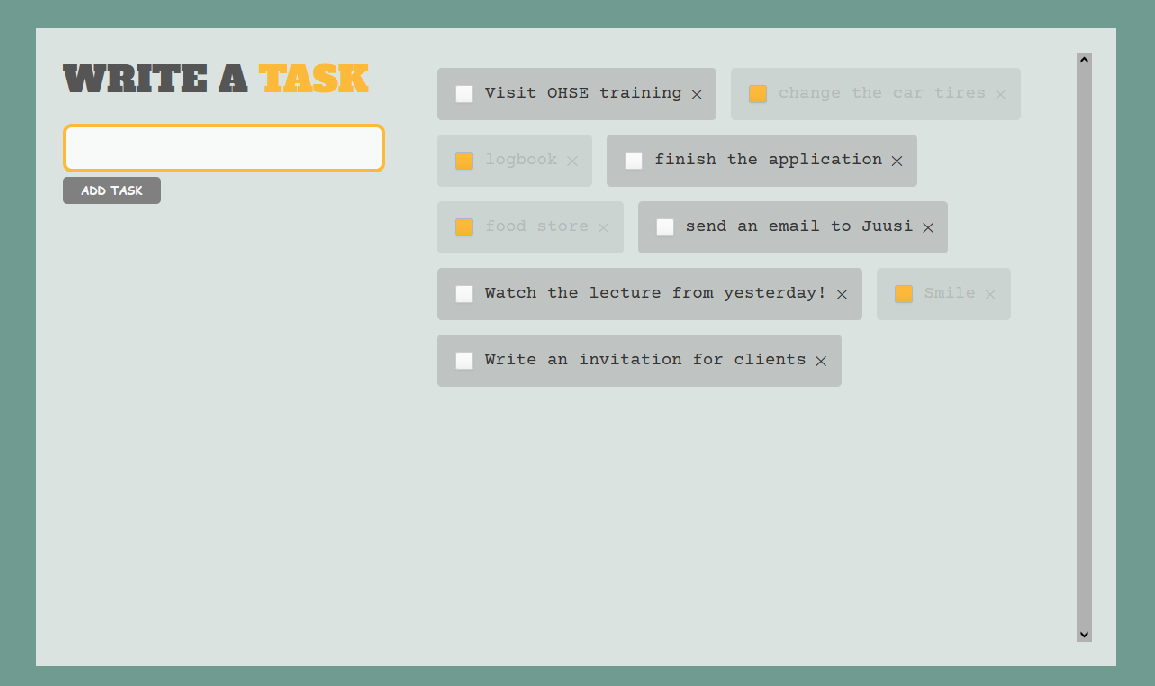 WRITE A TASK
ADD TASK
Visit OHSE training × change the car tires ×
logbook × finish the application ×
food store × send an email to Juusi ×
Watch the lecture from yesterday! × Smile ×
Write an invitation for clients ×